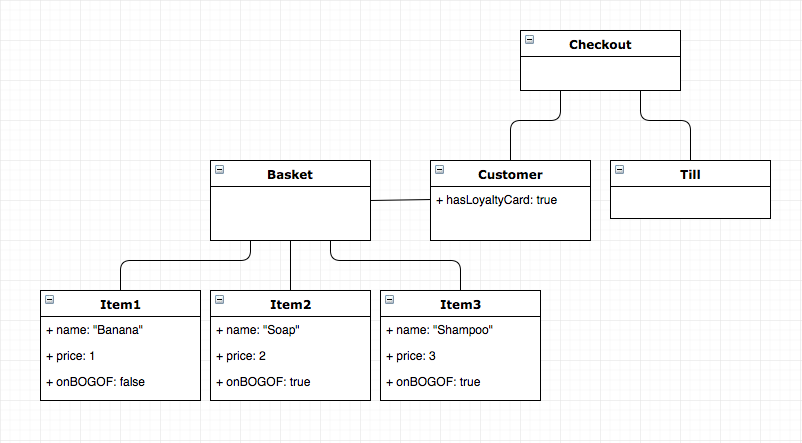 Checkout
Basket
Customer
+ hasLoyaltyCard: true
Till
Item1
+ name: "Banana"
+ price: 1
+ onBOGOF: false
Item2
+ name: "Soap"
+ price: 2
+ onBOGOF: true
Item3
+ name: "Shampoo"
+ price: 3
+ onBOGOF: true